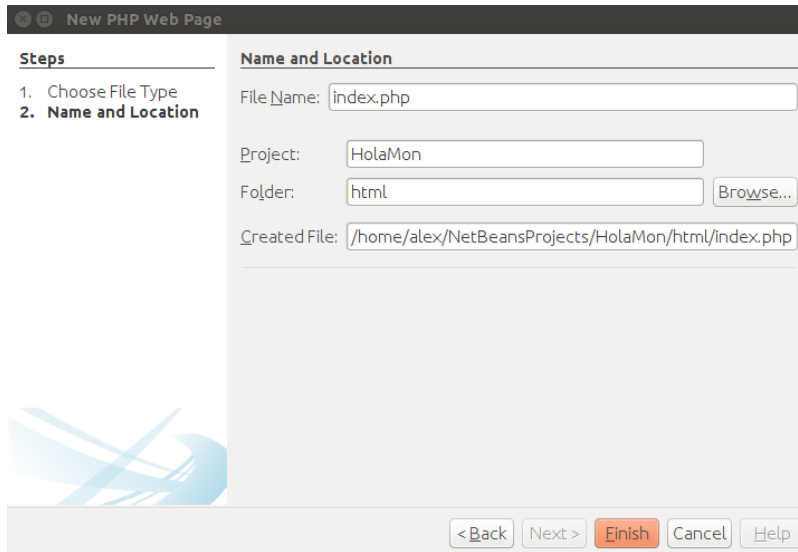 New PHP Web Page
Steps
1. Choose File Type
2. Name and Location
Name and Location
File Name: index.php
Project: HolaMon
Folder: html Browse...
Created File: /home/alex/NetBeansProjects/HolaMon/html/index.php
< Back Next > Finish Cancel Help